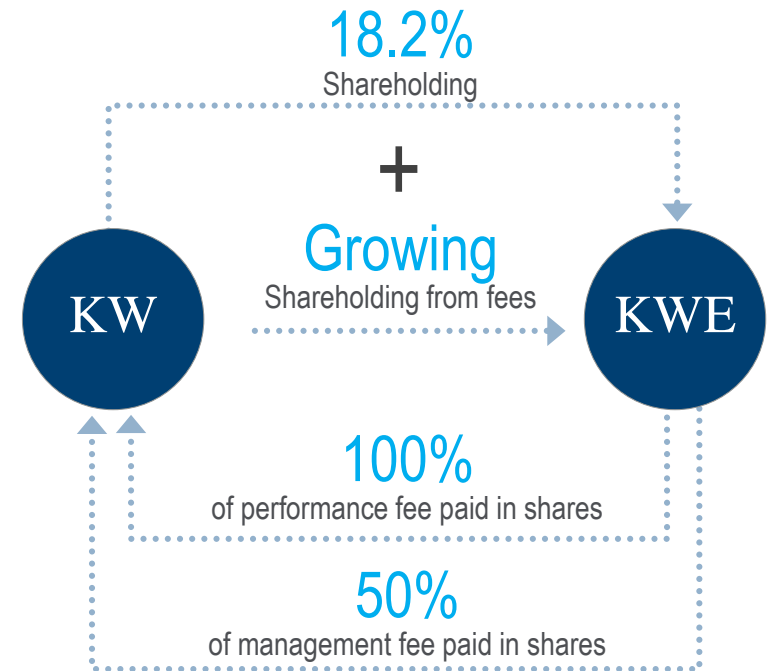 18.2%
Shareholding
+
Growing
Shareholding from fees
KW
KWE
100%
of performance fee paid in shares
50%
of management fee paid in shares